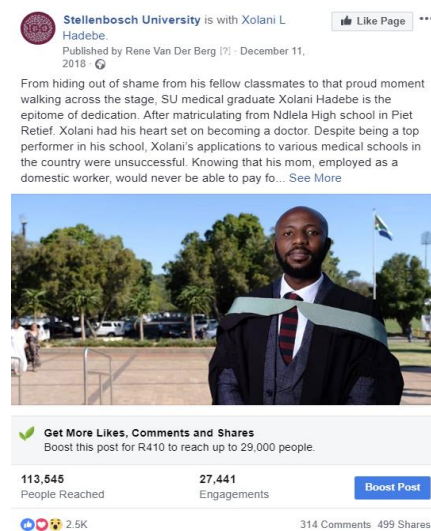 Stellenbosch University is with Xolani L
Hadebe.
Like Page
Published by Rene Van Der Berg [?] · December 11,
2018 ·
From hiding out of shame from his fellow classmates to that proud moment
walking across the stage, SU medical graduate Xolani Hadebe is the
epitome of dedication. After matriculating from Ndlela High school in Piet
Retief. Xolani had his heart set on becoming a doctor. Despite being a top
performer in his school, Xolani's applications to various medical schools in
the country were unsuccessful. Knowing that his mom, employed as a
domestic worker, would never be able to pay fo... See More
Get More Likes, Comments and Shares
Boost this post for R410 to reach up to 29,000 people.
113,545
People Reached
27,441
Engagements
Boost Post
2.5K
314 Comments 499 Shares